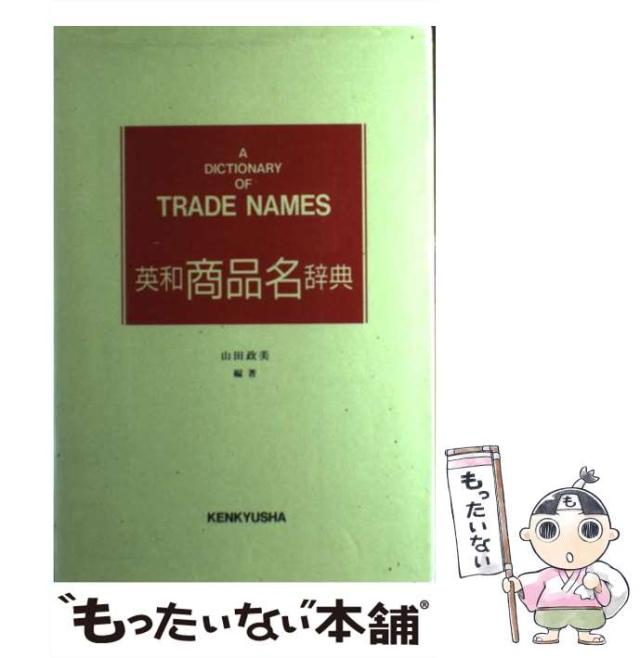 A
DICTIONARY
OF
TRADE NAMES
英和商品名辞典
山田政美
編著
KENKYUSHA
もったいない
も
"もったいない"本舗®